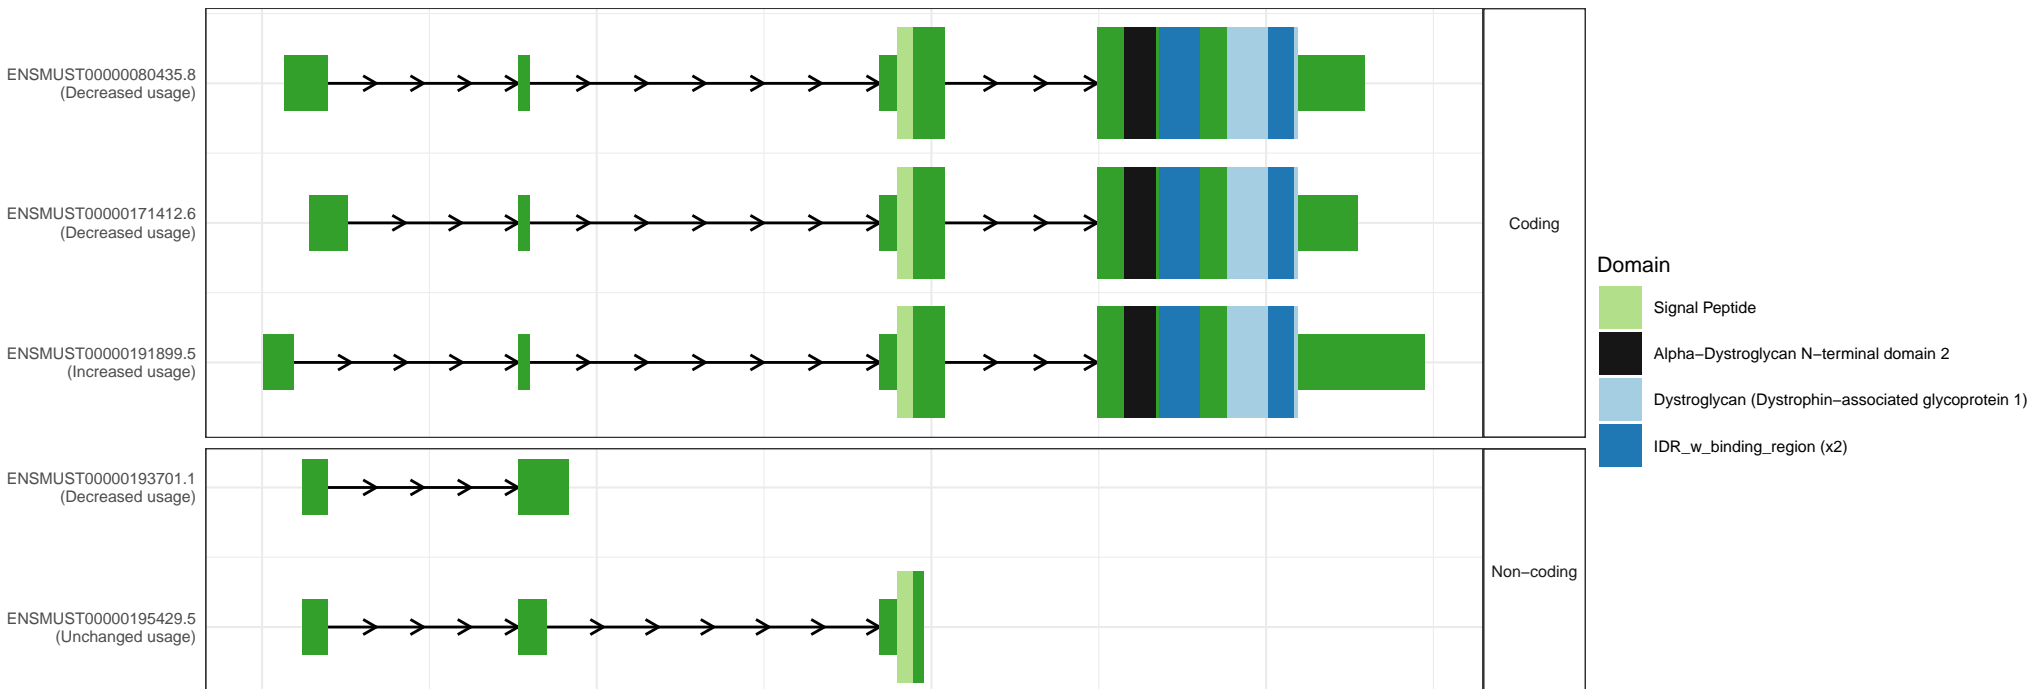 ENSMUST00000080435.8
(Decreased usage)
ENSMUST00000171412.6
(Decreased usage)
ENSMUST00000191899.5
(Increased usage)
ENSMUST00000193701.1
(Decreased usage)
ENSMUST00000195429.5
(Unchanged usage)
Coding
Non−coding
Domain
Signal Peptide
Alpha−Dystroglycan N−terminal domain 2
Dystroglycan (Dystrophin−associated glycoprotein 1)
IDR_w_binding_region (x2)